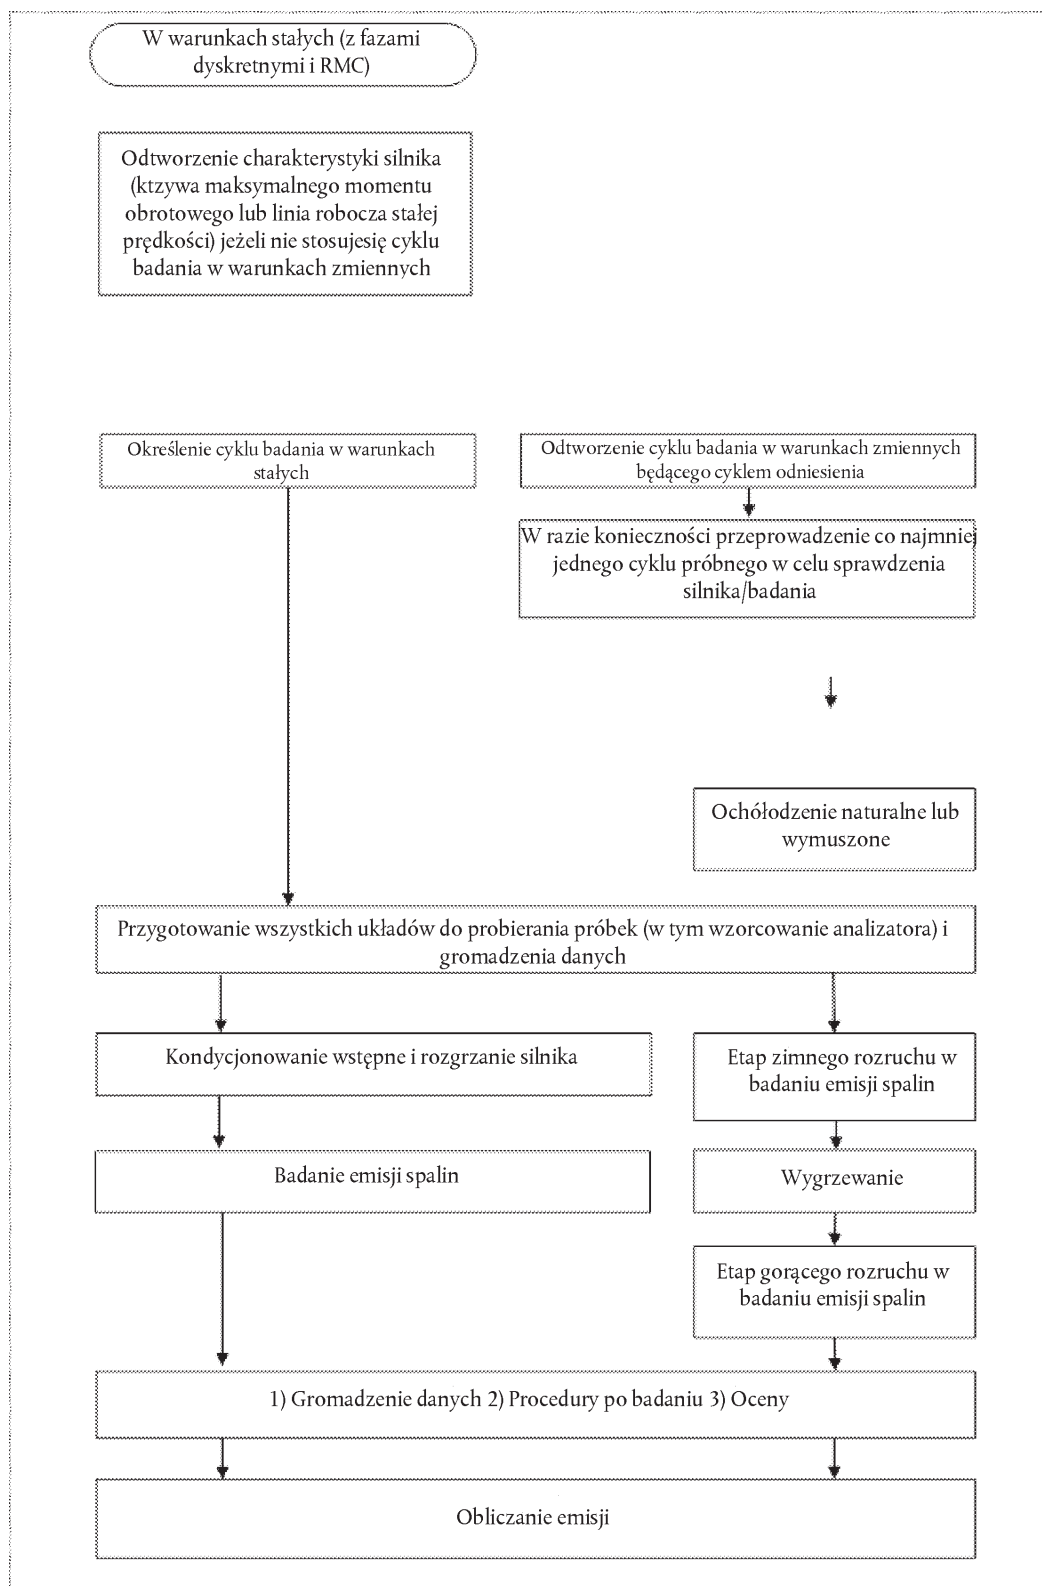 W warunkach stałych (z fazami
dyskretnymi i RMC)
Odtworzenie charakterystyki silnika
(ktzywa maksymalnego momentu
obrotowego lub linia robocza stałej
prędkości) jeżeli nie stosujesię cyklu
badania w warunkach zmiennych
Określenie cyklu badania w warunkach
stałych
Odtworzenie cyklu badania w warunkach zmiennych
będącego cyklem odniesienia
W razie konieczności przeprowadzenie co najmniej
jednego cyklu próbnego w celu sprawdzenia
silnika/badania
Ochółodzenie naturalne lub
wymuszone
Przygotowanie wszystkich układów do probierania próbek (w tym wzorcowanie analizatora) i
gromadzenia danych
Kondycjonowanie wstępne i rozgrzanie silnika
Etap zimnego rozruchu w
badaniu emisji spalin
Badanie emisji spalin
Wygrzewanie
Etap gorącego rozruchu w
badaniu emisji spalin
1) Gromadzenie danych 2) Procedury po badaniu 3) Oceny
Obliczanie emisji